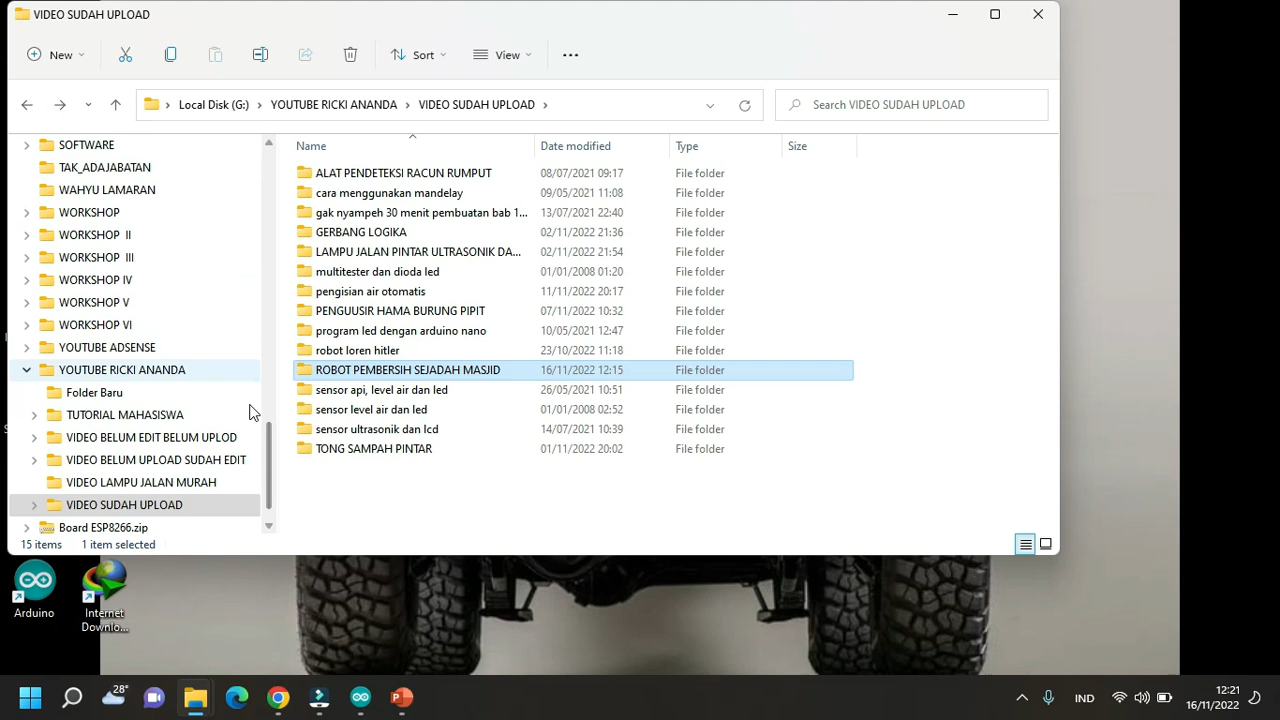 VIDEO SUDAH UPLOAD
New
Sort
View
Local Disk (G:) YOUTUBE RICKI ANANDA VIDEO SUDAH UPLOAD
Search VIDEO SUDAH UPLOAD
SOFTWARE
TAK_ADAJABATAN
WAHYU LAMARAN
WORKSHOP
WORKSHOP II
WORKSHOP III
WORKSHOP IV
WORKSHOP V
WORKSHOP VI
YOUTUBE ADSENSE
YOUTUBE RICKI ANANDA
Folder Baru
TUTORIAL MAHASISWA
VIDEO BELUM EDIT BELUM UPLOD
VIDEO BELUM UPLOAD SUDAH EDIT
VIDEO LAMPU JALAN MURAH
VIDEO SUDAH UPLOAD
Board ESP8266.zip
Name Date modified Type Size
ALAT PENDETEKSI RACUN RUMPUT 08/07/2021 09:17 File folder
cara menggunakan mandelay 09/05/2021 11:08 File folder
gak nyampeh 30 menit pembuatan bab 1... 13/07/2021 22:40 File folder
GERBANG LOGIKA 02/11/2022 21:36 File folder
LAMPU JALAN PINTAR ULTRASONIK DA... 02/11/2022 21:54 File folder
multitester dan dioda led 01/01/2008 01:20 File folder
pengisian air otomatis 11/11/2022 20:17 File folder
PENGUUSIR HAMA BURUNG PIPIT 07/11/2022 10:32 File folder
program led dengan arduino nano 10/05/2021 12:47 File folder
robot loren hitler 23/10/2022 11:18 File folder
ROBOT PEMBERSIH SEJADAH MASJID 16/11/2022 12:15 File folder
sensor api, level air dan led 26/05/2021 10:51 File folder
sensor level air dan led 01/01/2008 02:52 File folder
sensor ultrasonik dan lcd 14/07/2021 10:39 File folder
TONG SAMPAH PINTAR 01/11/2022 20:02 File folder
15 items 1 item selected
Arduino
Internet
Downlo...
28°
IND
12:21
16/11/2022